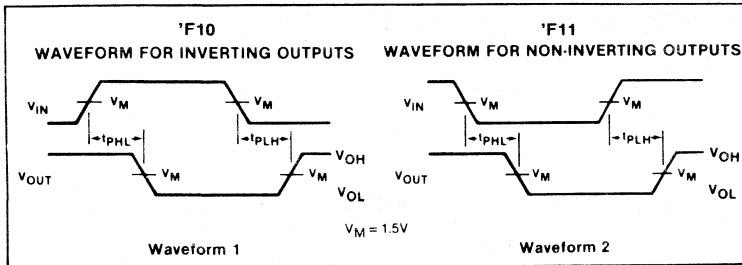 'F10
WAVEFORM FOR INVERTING OUTPUTS
VIN
VM
VM
tPHL
tPLH
VOUT
VM
VM
VOH
VOL
Waveform 1
VM = 1.5V
'F11
WAVEFORM FOR NON-INVERTING OUTPUTS
VIN
VM
VM
tPHL
tPLH
VOUT
VM
VM
VOH
VOL
Waveform 2